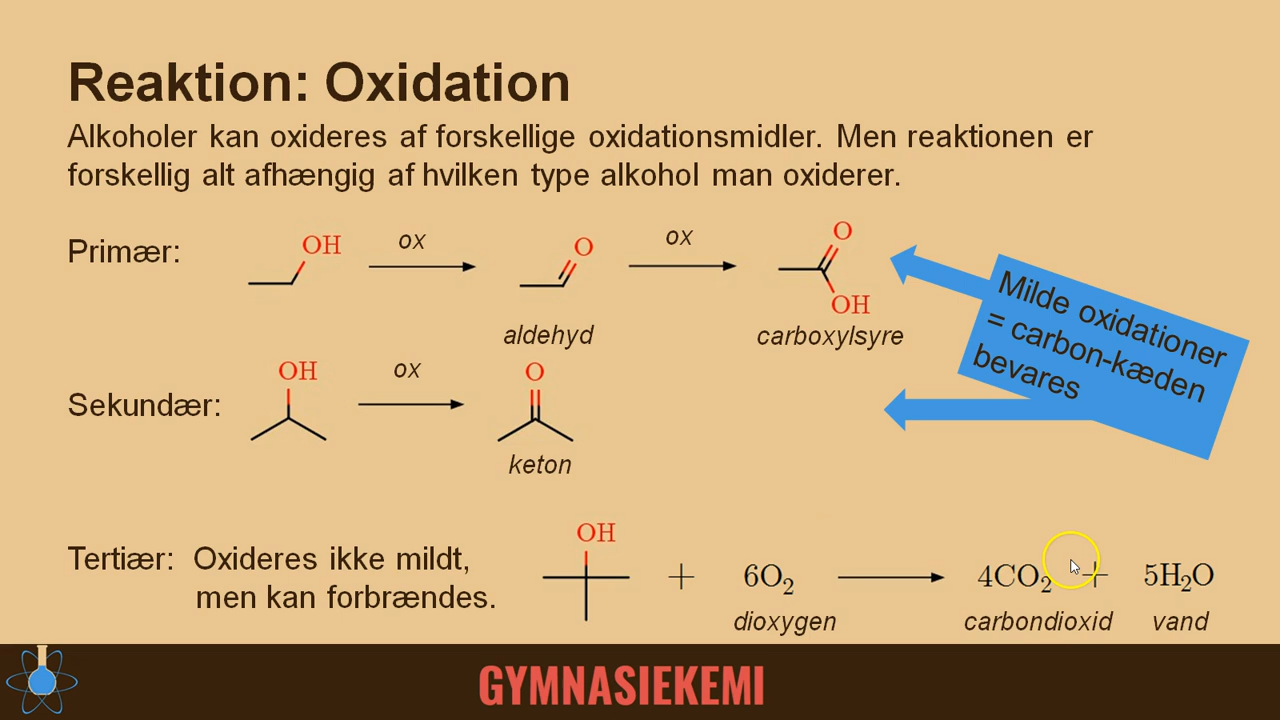 Reaktion: Oxidation
Alkoholer kan oxideres af forskellige oxidationsmidler. Men reaktionen er
forskellig alt afhængig af hvilken type alkohol man oxiderer.
Primær:
OH
ox
O
ox
O
OH
aldehyd
carboxylsyre
Milde oxidationer
= carbon-kæden
bevares
Sekundær:
OH
ox
O
keton
Tertiær: Oxideres ikke mildt,
men kan forbrændes.
OH
+ 6O₂ 4CO₂ + 5H₂O
dioxygen carbondioxid vand
GYMNASIEKEMI